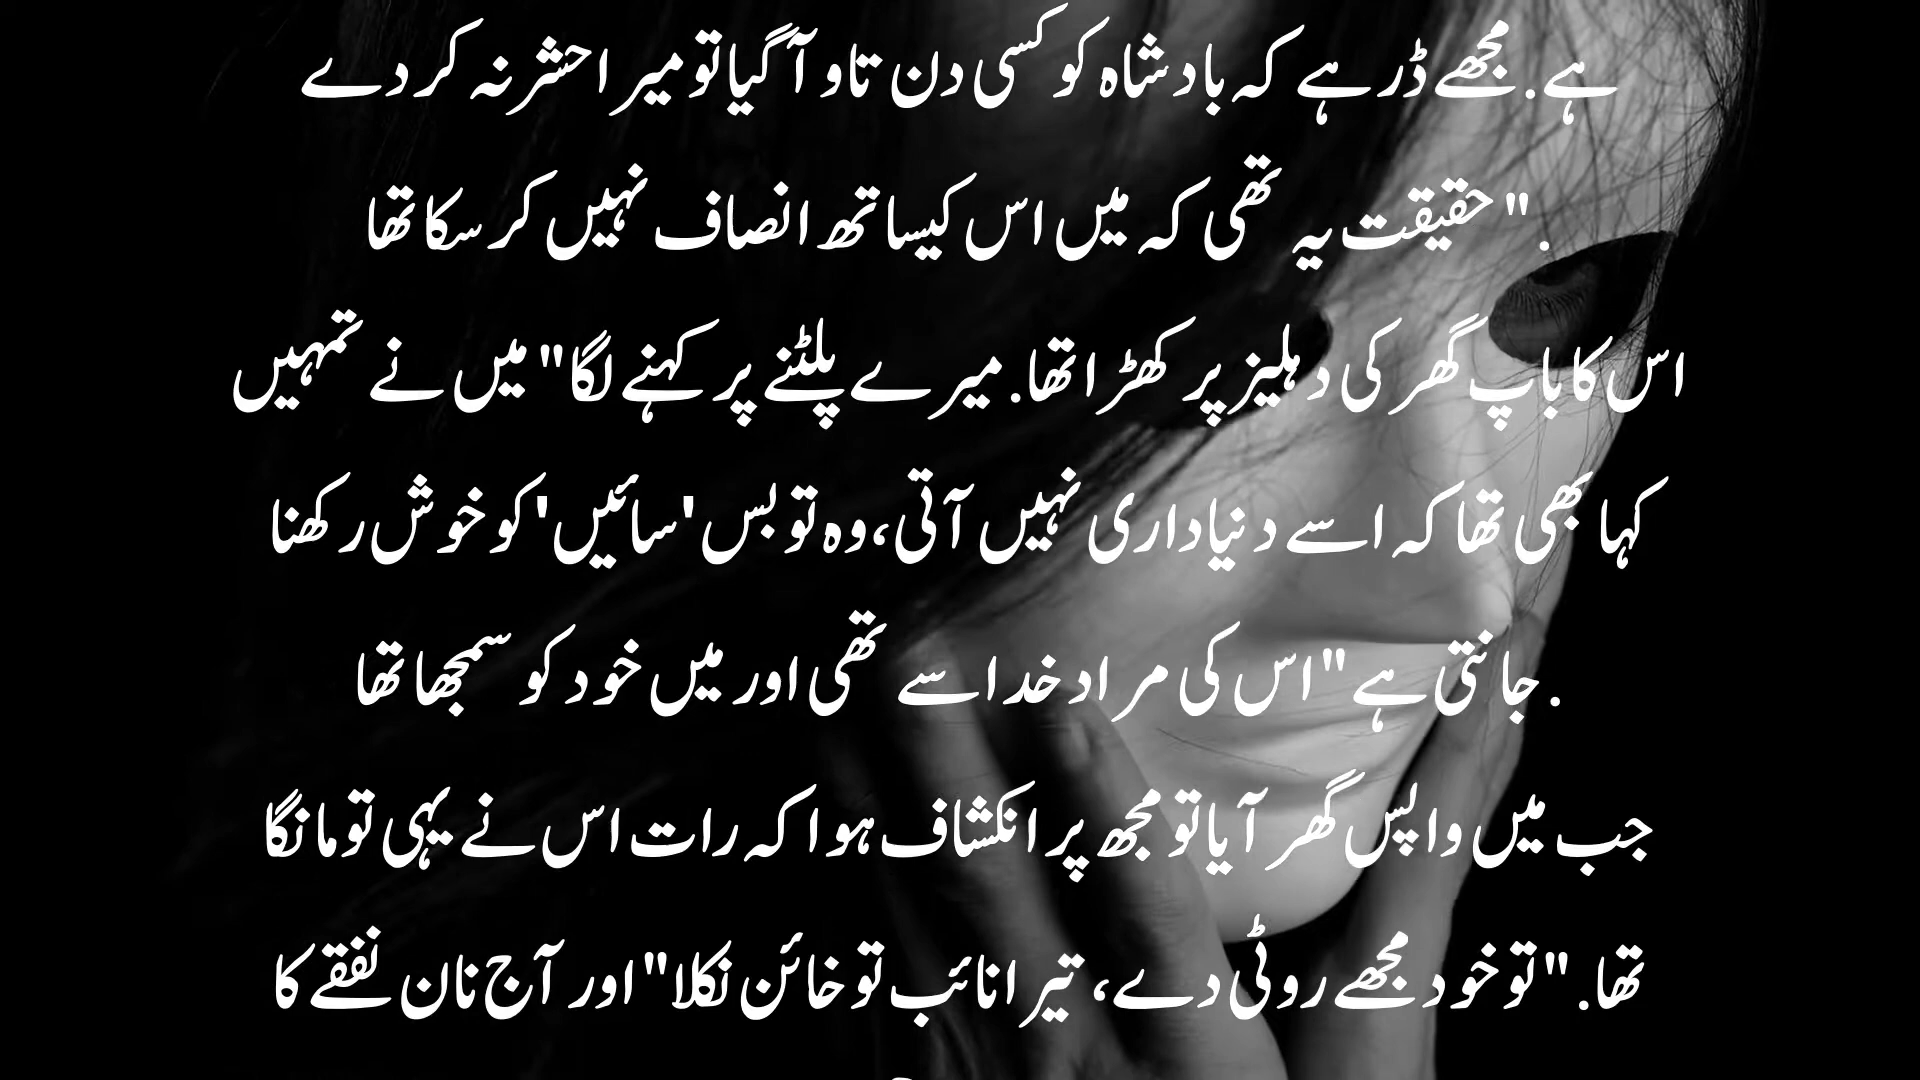 ہے. مجھے ڈر ہے کہ بادشاہ کو کسی دن تاو آ گیا تو میرا حشر نہ کر دے
."حقیقت یہ تھی کہ میں اس کیساتھ انصاف نہیں کر سکا تھا
اس کا باپ گھر کی دہلیز پر کھڑا تھا. میرے پلٹنے پر کہنے لگا" میں نے تمہیں
کہا بھی تھا کہ اسے دنیاداری نہیں آتی، وہ تو بس 'سائیں' کو خوش رکھنا
.جانتی ہے" اس کی مراد خدا سے تھی اور میں خود کو سمجھا تھا
جب میں واپس گھر آیا تو مجھ پر انکشاف ہوا کہ رات اس نے یہی تو مانگا
تھا. "تو خود مجھے روٹی دے، تیرا نائب تو خائن نکلا" اور آج نان نفقے کا